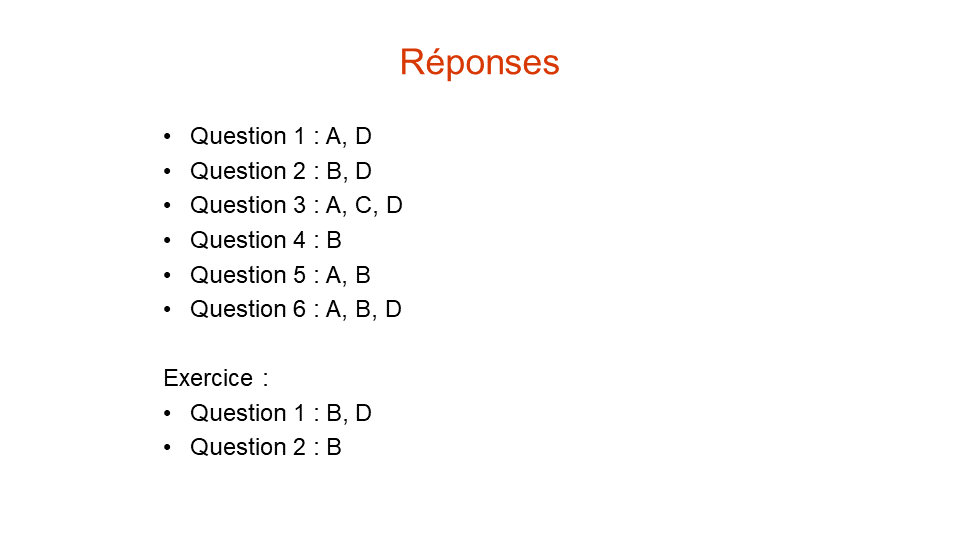 Réponses
• Question 1 : A, D
• Question 2 : B, D
• Question 3 : A, C, D
• Question 4 : B
• Question 5 : A, B
• Question 6 : A, B, D
Exercice :
• Question 1 : B, D
• Question 2 : B